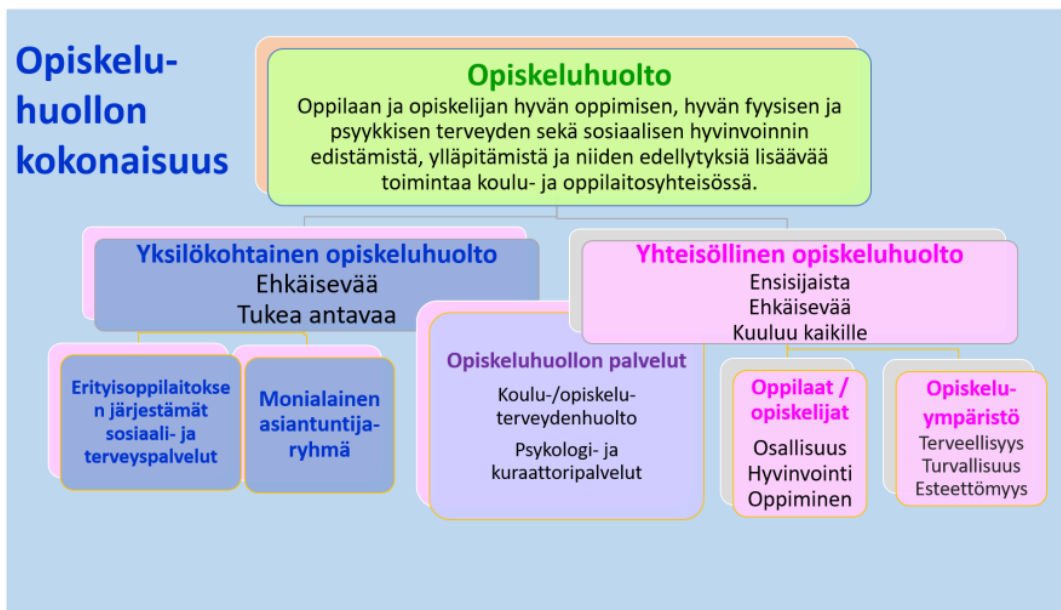 Opiskelu-
huollon
kokonaisuus
Opiskeluhuolto
Oppilaan ja opiskelijan hyvän oppimisen, hyvän fyysisen ja
psyykkisen terveyden sekä sosiaalisen hyvinvoinnin
edistämistä, ylläpitämistä ja niiden edellytyksiä lisäävää
toimintaa koulu- ja oppilaitosyhteisössä.
Yksilökohtainen opiskeluhuolto
Ehkäisevää
Tukea antavaa
Yhteisöllinen opiskeluhuolto
Ensisijaista
Ehkäisevää
Kuuluu kaikille
Erityisoppilaitokse
n järjestämät
sosiaali- ja
terveyspalvelut
Monialainen
asiantuntija-
ryhmä
Opiskeluhuollon palvelut
Koulu-/opiskelu-
terveydenhuolto
Psykologi- ja
kuraattoripalvelut
Oppilaat /
opiskelijat
Osallisuus
Hyvinvointi
Oppiminen
Opiskelu-
ympäristö
Terveellisyys
Turvallisuus
Esteettömyys